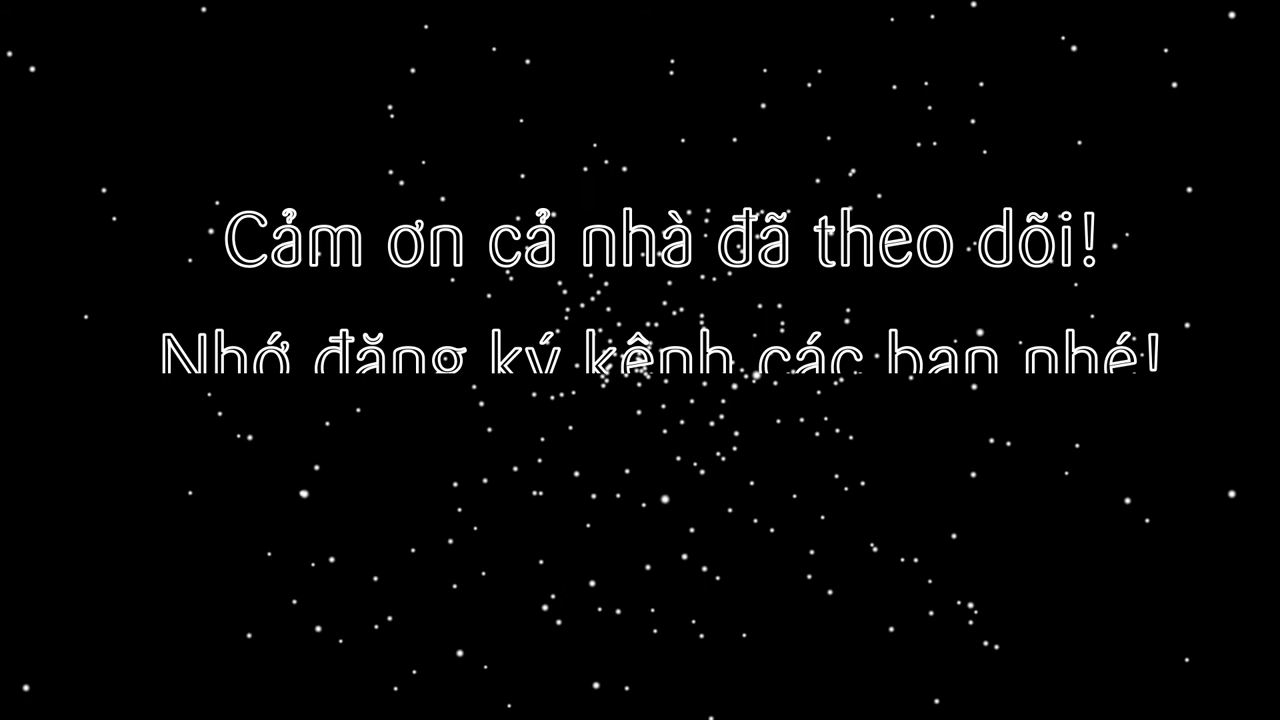 Cảm ơn cả nhà đã theo dõi!
Nhớ đăng ký kênh các bạn nhé!